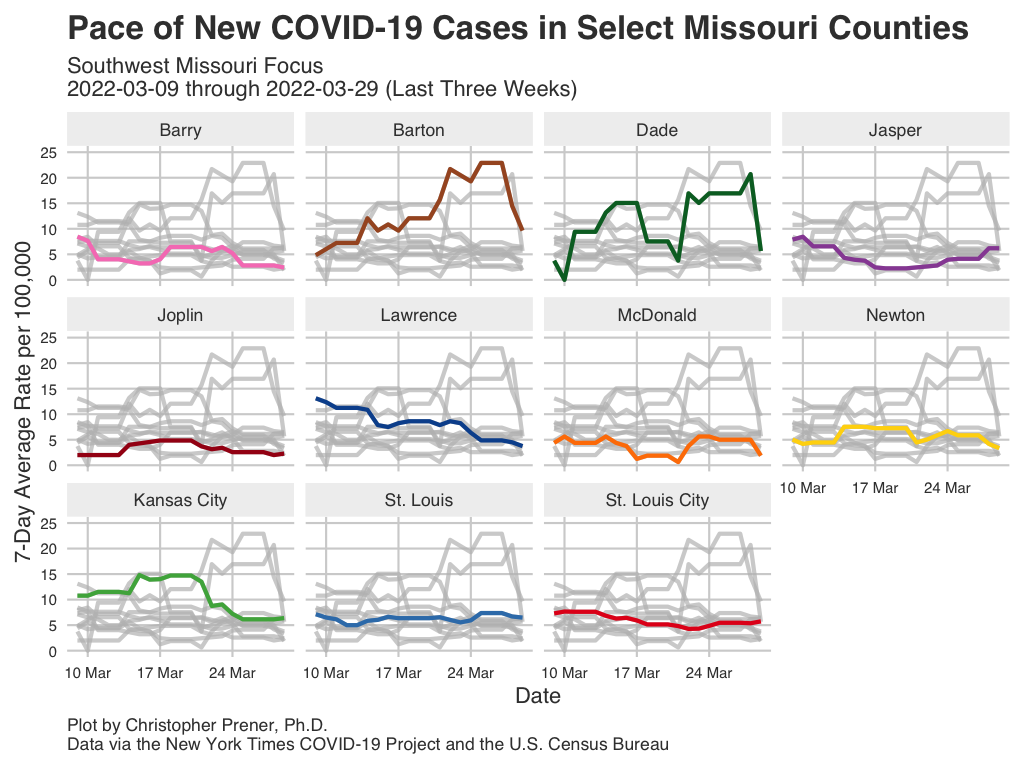 Pace of New COVID-19 Cases in Select Missouri Counties
Southwest Missouri Focus
2022-03-09 through 2022-03-29 (Last Three Weeks)
7-Day Average Rate per 100,000
Barry
Barton
Dade
Jasper
25
20
15
10
5
0
Joplin
Lawrence
McDonald
Newton
25
20
15
10
5
0
10 Mar
17 Mar
24 Mar
Kansas City
St. Louis
St. Louis City
25
20
15
10
5
0
10 Mar
17 Mar
24 Mar
10 Mar
17 Mar
24 Mar
10 Mar
17 Mar
24 Mar
Date
Plot by Christopher Prener, Ph.D.
Data via the New York Times COVID-19 Project and the U.S. Census Bureau